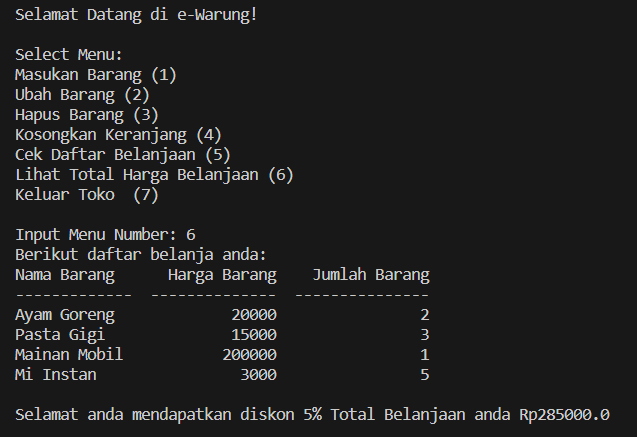 Selamat Datang di e-Warung!
Select Menu:
Masukan Barang (1)
Ubah Barang (2)
Hapus Barang (3)
Kosongkan Keranjang (4)
Cek Daftar Belanjaan (5)
Lihat Total Harga Belanjaan (6)
Keluar Toko  (7)
Input Menu Number: 6
Berikut daftar belanja anda:
Nama Barang      Harga Barang    Jumlah Barang
-------------  --------------  ---------------
Ayam Goreng             20000                2
Pasta Gigi              15000                3
Mainan Mobil           200000                1
Mi Instan                3000                5
Selamat anda mendapatkan diskon 5% Total Belanjaan anda Rp285000.0